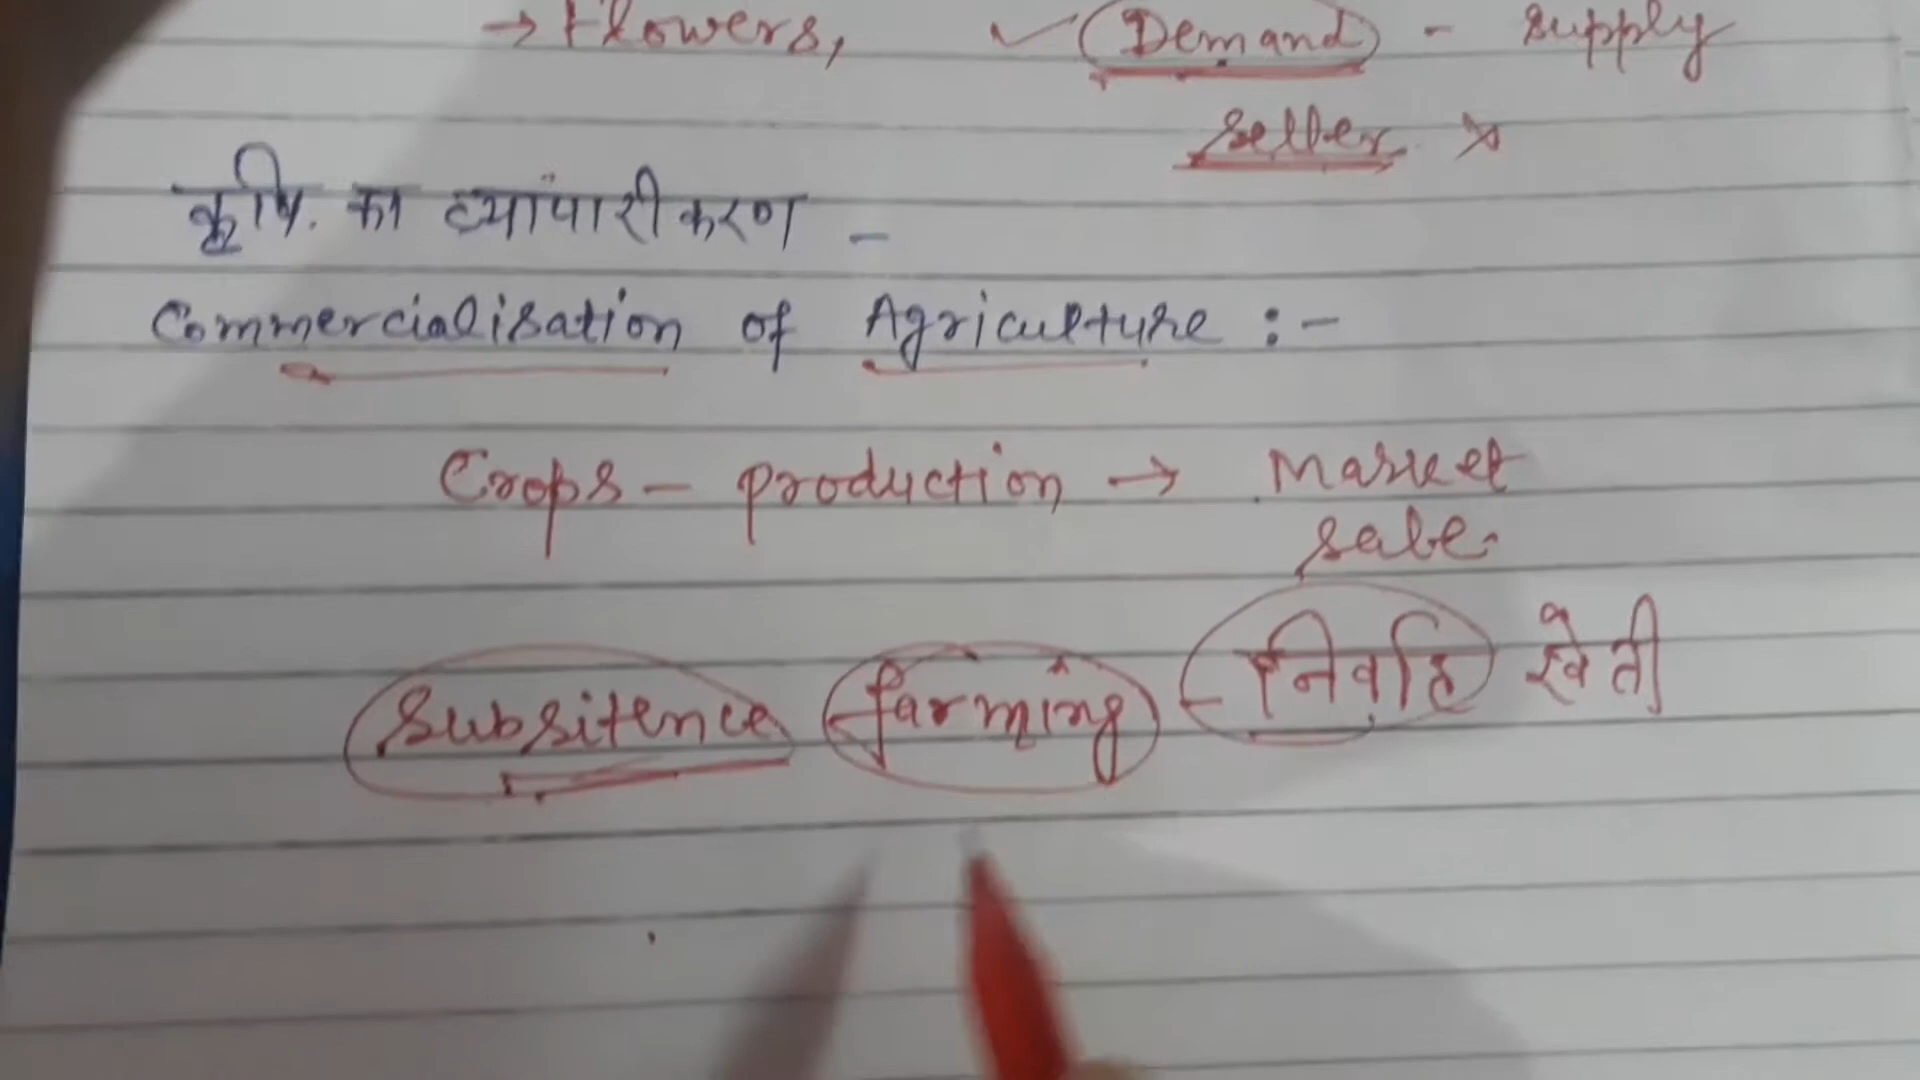 → Flowers, ✓ Demand - supply
seller ×
कृषि. का व्यापारीकरण -
Commercialisation of Agriculture :-
Crops - production → Market
sale.
Subsitence farming - निर्वाह खेती